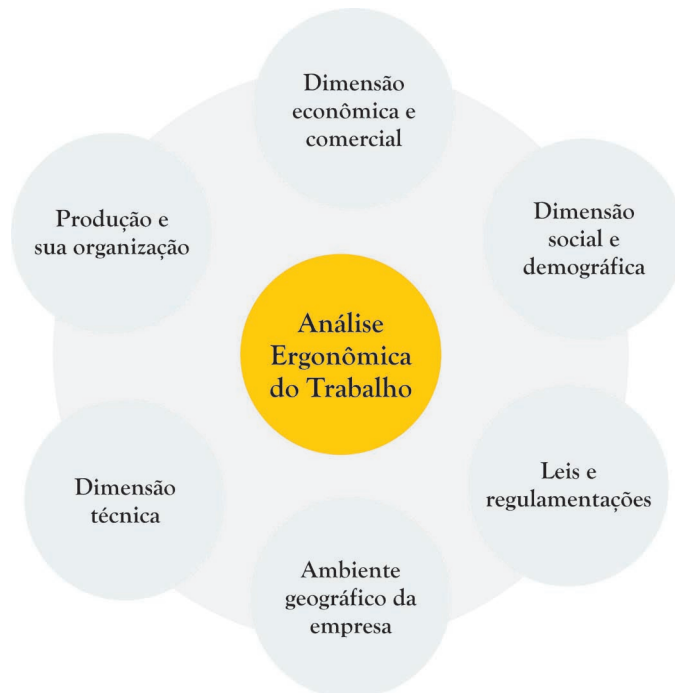 Dimensão
econômica e
comercial
Produção e
sua organização
Dimensão
social e
demográfica
Análise
Ergonômica
do Trabalho
Dimensão
técnica
Leis e
regulamentações
Ambiente
geográfico da
empresa